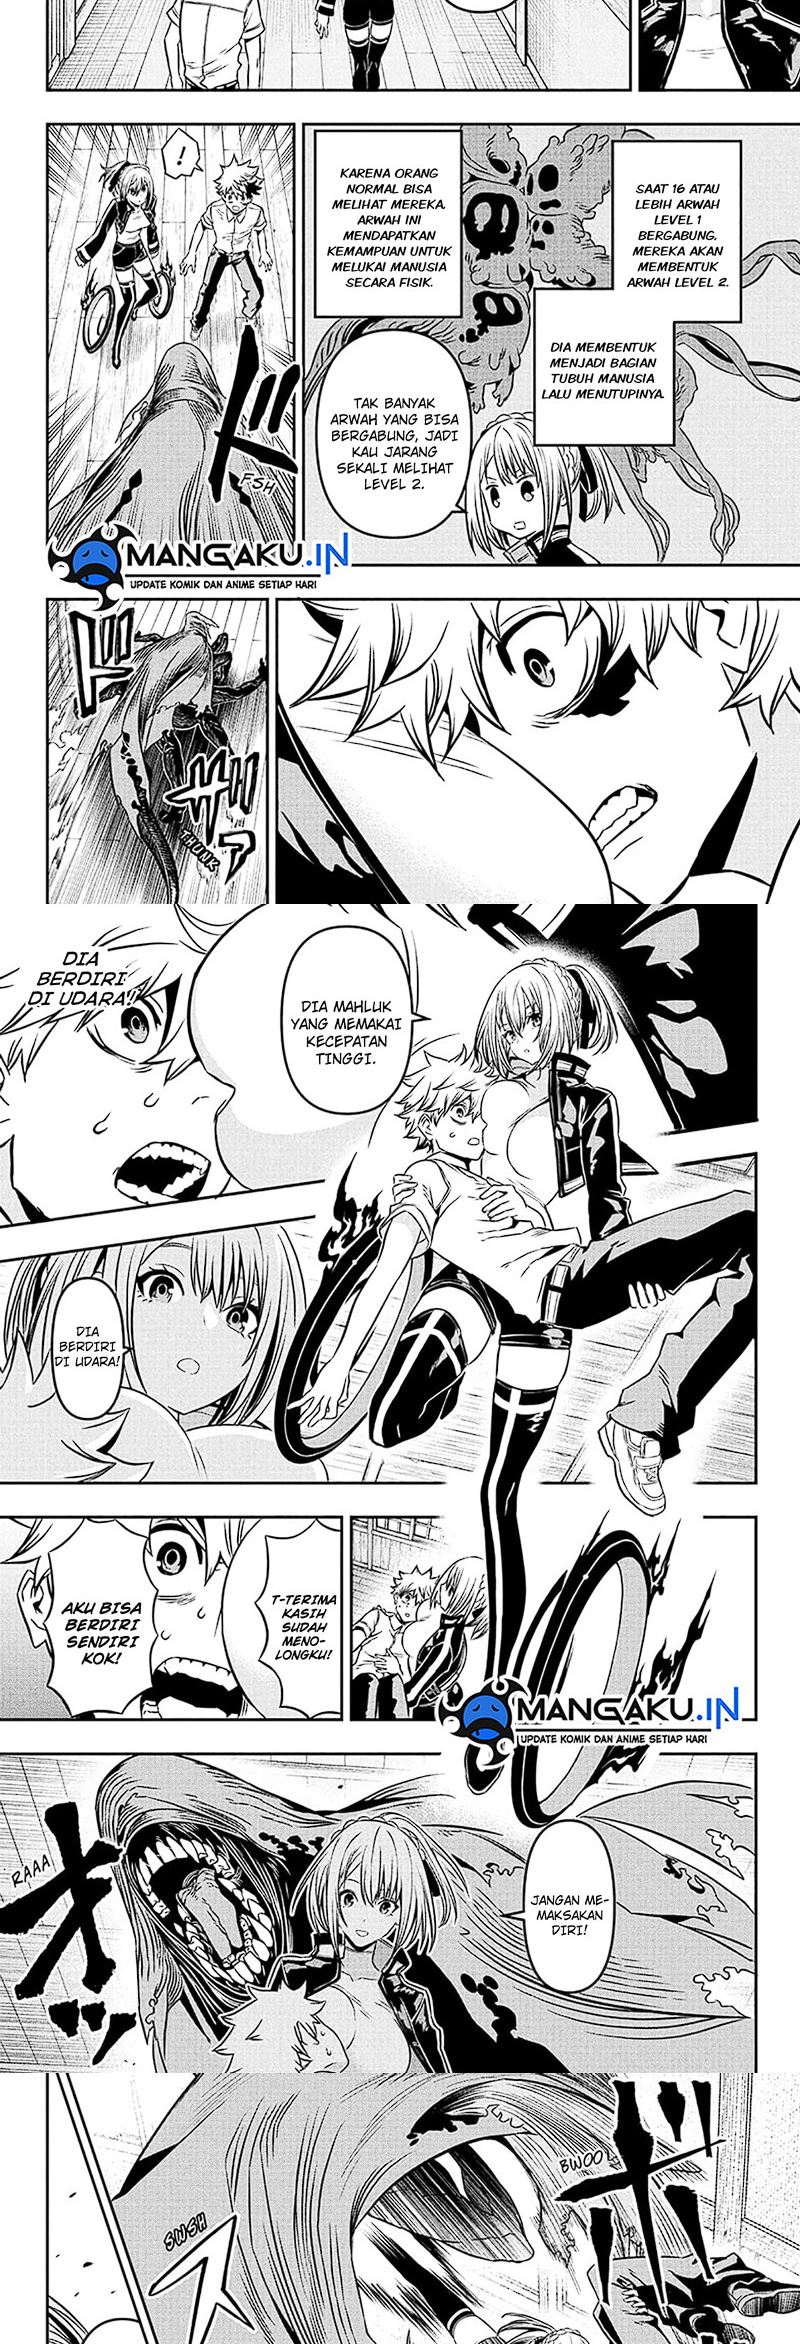 !
KARENA ORANG
NORMAL BISA
MELIHAT MEREKA,
ARWAH INI
MENDAPATKAN
KEMAMPUAN UNTUK
MELUKAI MANUSIA
SECARA FISIK.
SAAT 16 ATAU
LEBIH ARWAH
LEVEL 1
BERGABUNG,
MEREKA AKAN
MEMBENTUK
ARWAH LEVEL 2.
DIA MEMBENTUK
MENJADI BAGIAN
TUBUH MANUSIA
LALU MENUTUPINYA.
TAK BANYAK
ARWAH YANG BISA
BERGABUNG, JADI
KAU JARANG
SEKALI MELIHAT
LEVEL 2.
ド
FSH
MANGAKU.IN
UPDATE KOMIK DAN ANIME SETIAP HARI
THUNK
DIA
BERDIRI
DI UDARA!
DIA MAHLUK
YANG MEMAKAI
KECEPATAN
TINGGI.
DIA
BERDIRI
DI UDARA!
T-TERIMA
KASIH
SUDAH
MENO-
LONGKU!
AKU BISA
BERDIRI
SENDIRI
KOK!
MANGAKU.IN
UPDATE KOMIK DAN ANIME SETIAP HARI
RAAA
JANGAN ME-
MAKSAKAN
DIRI!
BWOO
SWSH